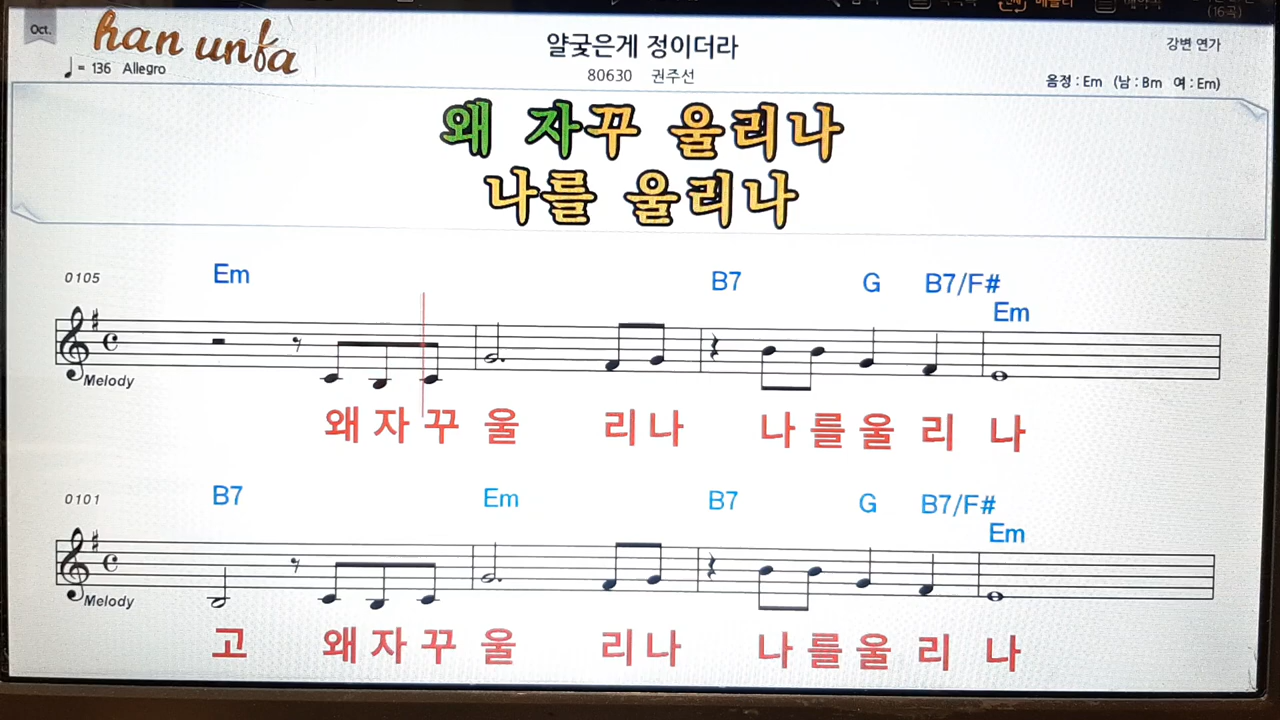 (16곡)
Oct.
han unfa
얄궂은게 정이더라
강변 연가
♩ = 136 Allegro
80630 권주선
음정 : Em (남 : Bm 여 : Em)
왜 자꾸 울리나
나를 울리나
0105 Em B7 G B7/F#
Em
Melody
왜 자 꾸 울 리 나 나 를 울 리 나
0101 B7 Em B7 G B7/F#
Em
Melody
고 왜 자 꾸 울 리 나 나 를 울 리 나